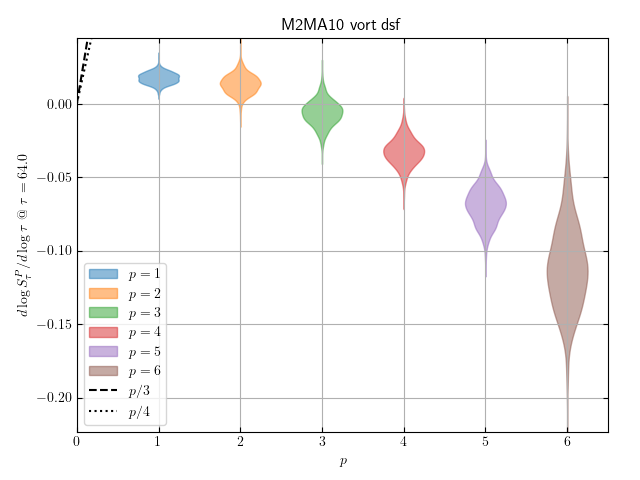 M2MA10 vort dsf
d log S_τ^P / d log τ @ τ = 64.0
0.00
−0.05
−0.10
−0.15
−0.20
p = 1
p = 2
p = 3
p = 4
p = 5
p = 6
p/3
p/4
0 1 2 3 4 5 6
p